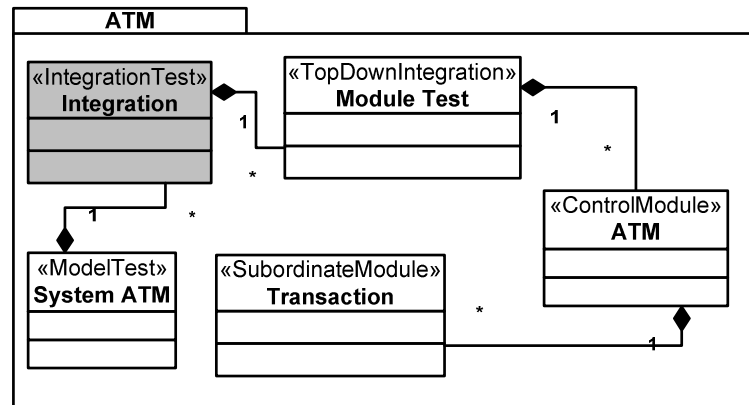 ATM
«IntegrationTest»
Integration
«TopDownIntegration»
Module Test
1
*
1
*
«ControlModule»
ATM
1
*
«ModelTest»
System ATM
«SubordinateModule»
Transaction
*
1